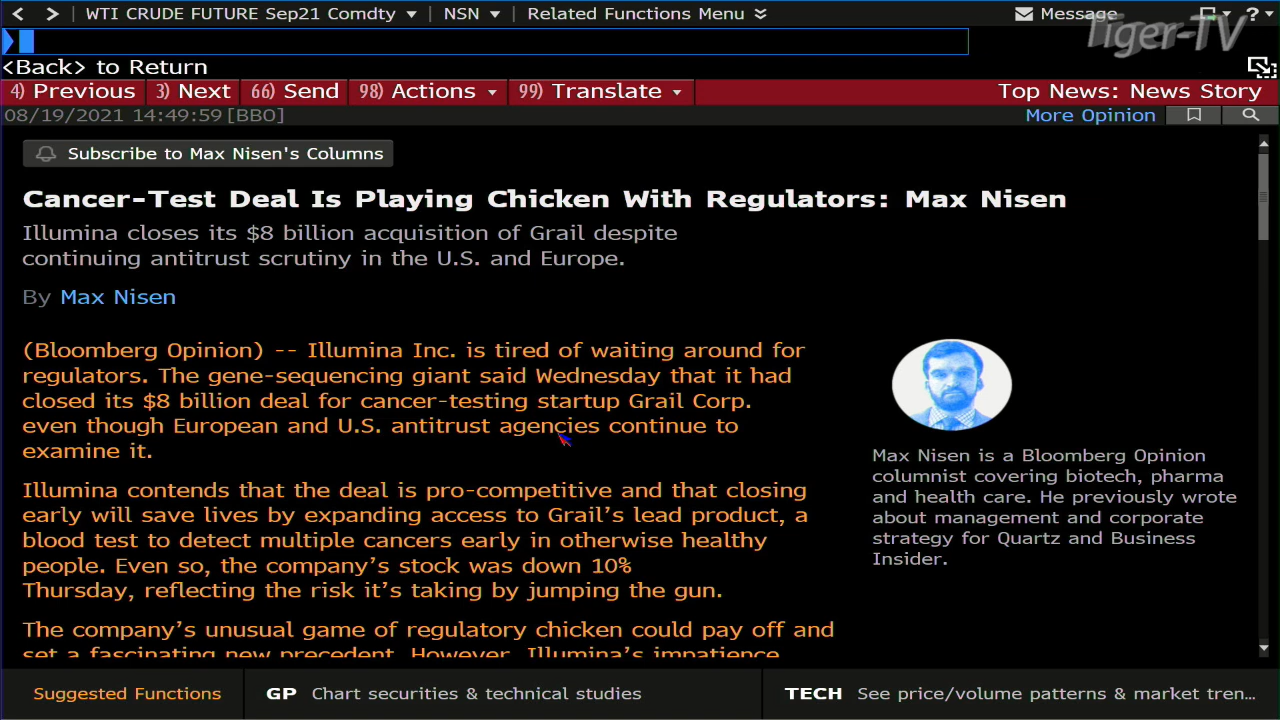 WTI CRUDE FUTURE Sep21 Comdty NSN Related Functions Menu Message ?
Tiger-TV
<Back> to Return
4) Previous 3) Next 66) Send 98) Actions 99) Translate Top News: News Story
08/19/2021 14:49:59 [BBO] More Opinion
Subscribe to Max Nisen's Columns
Cancer-Test Deal Is Playing Chicken With Regulators: Max Nisen
Illumina closes its $8 billion acquisition of Grail despite
continuing antitrust scrutiny in the U.S. and Europe.
By Max Nisen
(Bloomberg Opinion) -- Illumina Inc. is tired of waiting around for
regulators. The gene-sequencing giant said Wednesday that it had
closed its $8 billion deal for cancer-testing startup Grail Corp.
even though European and U.S. antitrust agencies continue to
examine it.
Illumina contends that the deal is pro-competitive and that closing
early will save lives by expanding access to Grail's lead product, a
blood test to detect multiple cancers early in otherwise healthy
people. Even so, the company's stock was down 10%
Thursday, reflecting the risk it's taking by jumping the gun.
The company's unusual game of regulatory chicken could pay off and
set a fascinating new precedent. However, Illumina's impatience
Max Nisen is a Bloomberg Opinion
columnist covering biotech, pharma
and health care. He previously wrote
about management and corporate
strategy for Quartz and Business
Insider.
Suggested Functions GP Chart securities & technical studies TECH See price/volume patterns & market tren...